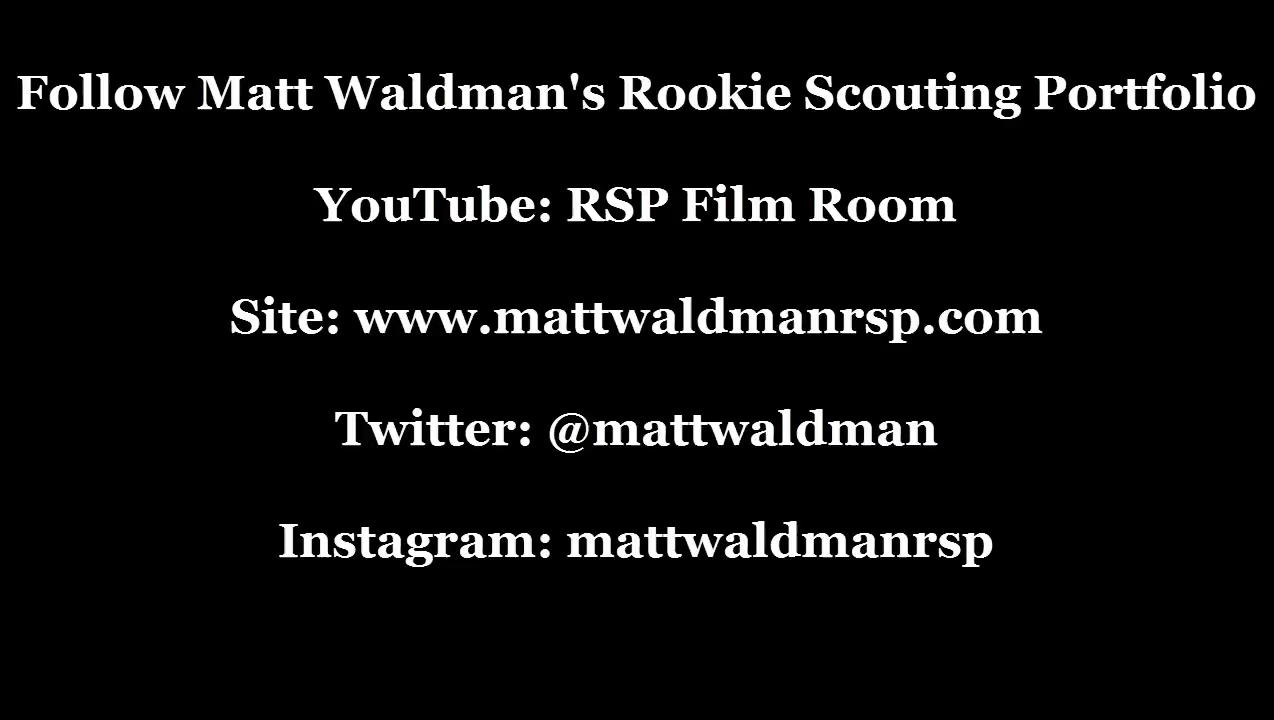 Follow Matt Waldman's Rookie Scouting Portfolio
YouTube: RSP Film Room
Site: www.mattwaldmanrsp.com
Twitter: @mattwaldman
Instagram: mattwaldmanrsp